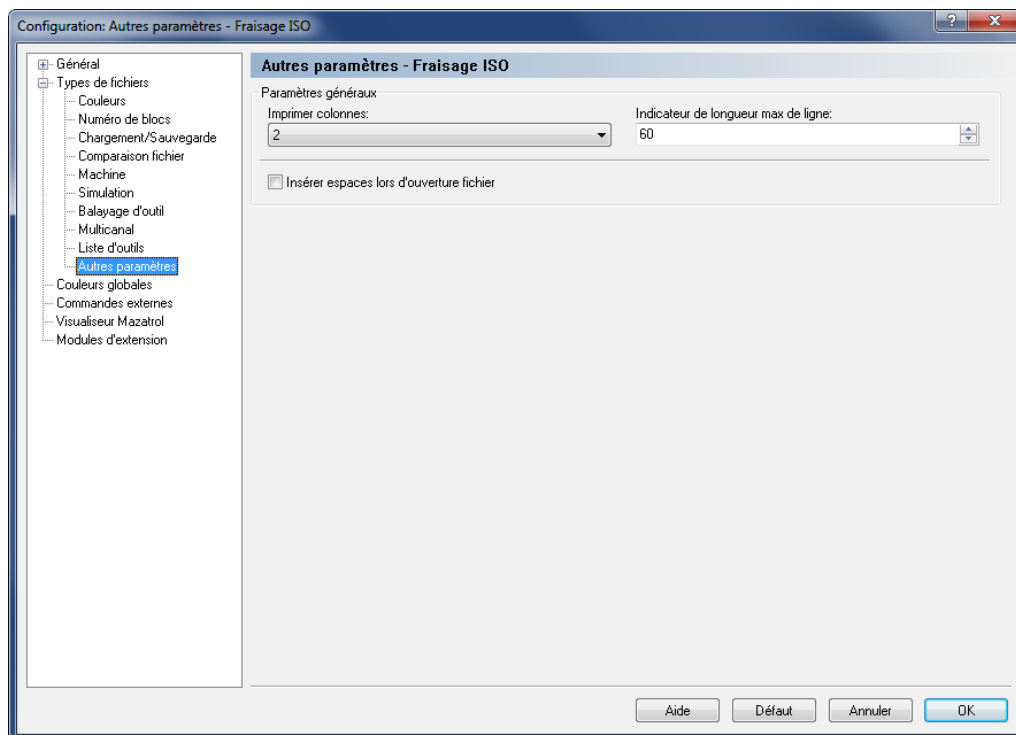 Configuration: Autres paramètres - Fraisage ISO
Général
Types de fichiers
Couleurs
Numéro de blocs
Chargement/Sauvegarde
Comparaison fichier
Machine
Simulation
Balayage d'outil
Multicanal
Liste d'outils
Autres paramètres
Couleurs globales
Commandes externes
Visualiseur Mazatrol
Modules d'extension
Autres paramètres - Fraisage ISO
Paramètres généraux
Imprimer colonnes: Indicateur de longueur max de ligne:
2 60
Insérer espaces lors d'ouverture fichier
Aide Défaut Annuler OK